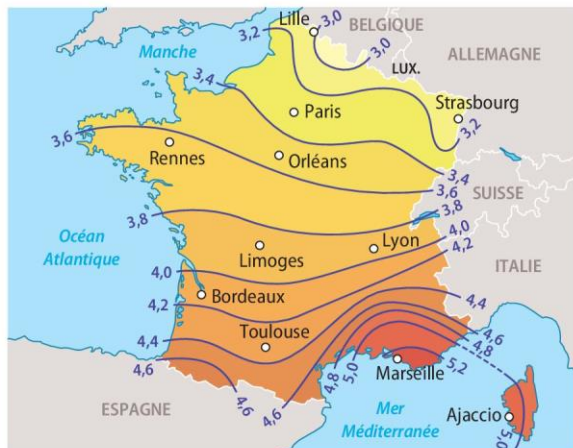 Lille
3,0
BELGIQUE
3,2
Manche
3,0
ALLEMAGNE
LUX.
3,4
Paris
Strasbourg
3,2
3,6
Rennes
Orléans
3,4
3,6
SUISSE
3,8
3,8
Océan
Atlantique
4,0
Lyon
4,2
Limoges
ITALIE
4,0
Bordeaux
4,4
4,2
Toulouse
4,6
4,4
4,8
4,6
5,2
4,8
5,0
Marseille
4,6
4,6
ESPAGNE
Mer
Méditerranée
Ajaccio
5,0